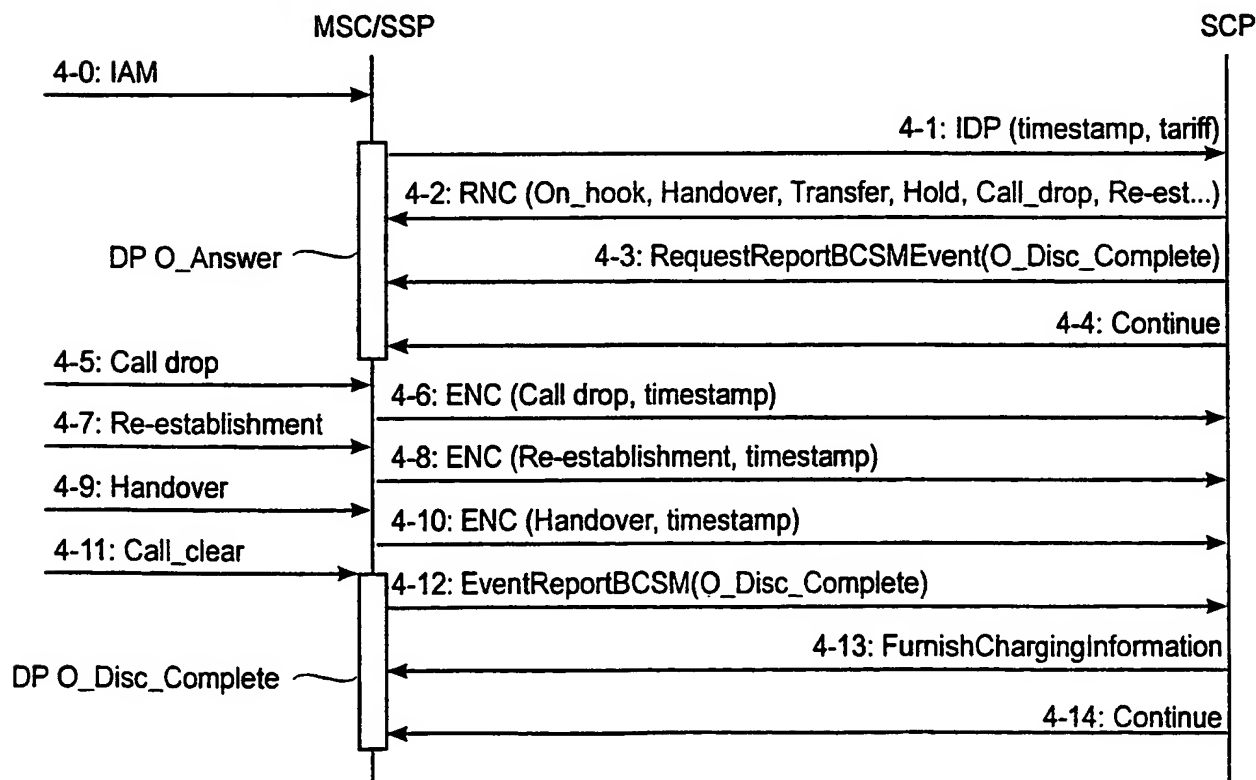 MSC/SSP
SCP
4-0: IAM
4-1: IDP (timestamp, tariff)
4-2: RNC (On_hook, Handover, Transfer, Hold, Call_drop, Re-est...)
DP O_Answer
4-3: RequestReportBCSMEvent(O_Disc_Complete)
4-4: Continue
4-5: Call drop
4-6: ENC (Call drop, timestamp)
4-7: Re-establishment
4-8: ENC (Re-establishment, timestamp)
4-9: Handover
4-10: ENC (Handover, timestamp)
4-11: Call_clear
4-12: EventReportBCSM(O_Disc_Complete)
4-13: FurnishChargingInformation
DP O_Disc_Complete
4-14: Continue